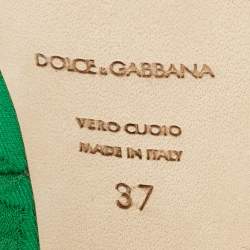 DOLCE & GABBANA
VERO CUOIO
MADE IN ITALY
37